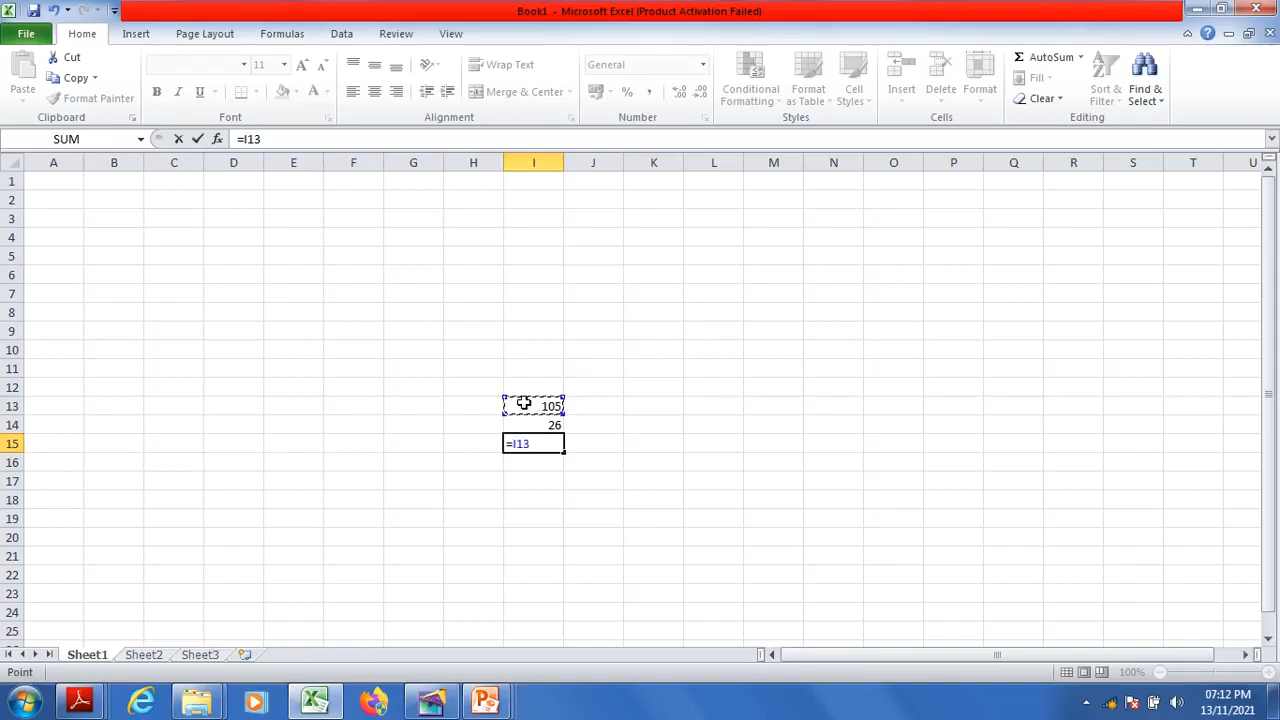 Book1 - Microsoft Excel (Product Activation Failed)
File Home Insert Page Layout Formulas Data Review View
Paste
Cut
Copy
Format Painter
Clipboard
11
B I U
Font
Wrap Text
Merge & Center
Alignment
General
%
Number
Conditional Formatting
Format as Table
Cell Styles
Styles
Insert
Delete
Format
Cells
Σ AutoSum
Fill
Clear
Sort & Filter
Find & Select
Editing
SUM fx =I13
A B C D E F G H I J K L M N O P Q R S T U
1
2
3
4
5
6
7
8
9
10
11
12
13 105
14 26
15 =I13
16
17
18
19
20
21
22
23
24
25
Sheet1 Sheet2 Sheet3
Point 100%
07:12 PM
13/11/2021